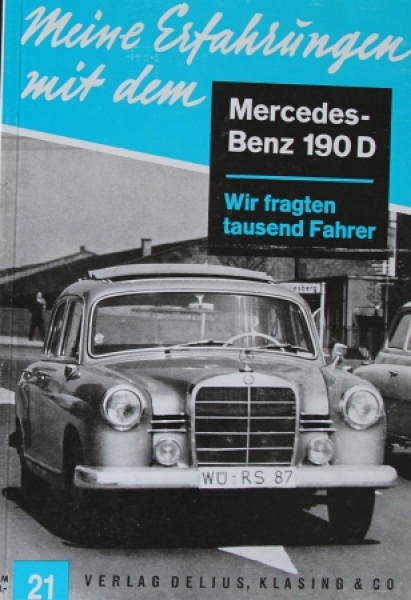 Meine Erfahrungen
mit dem
Mercedes-
Benz 190 D
Wir fragten
tausend Fahrer
WÜ-RS 87
21
VERLAG DELIUS, KLASING & CO